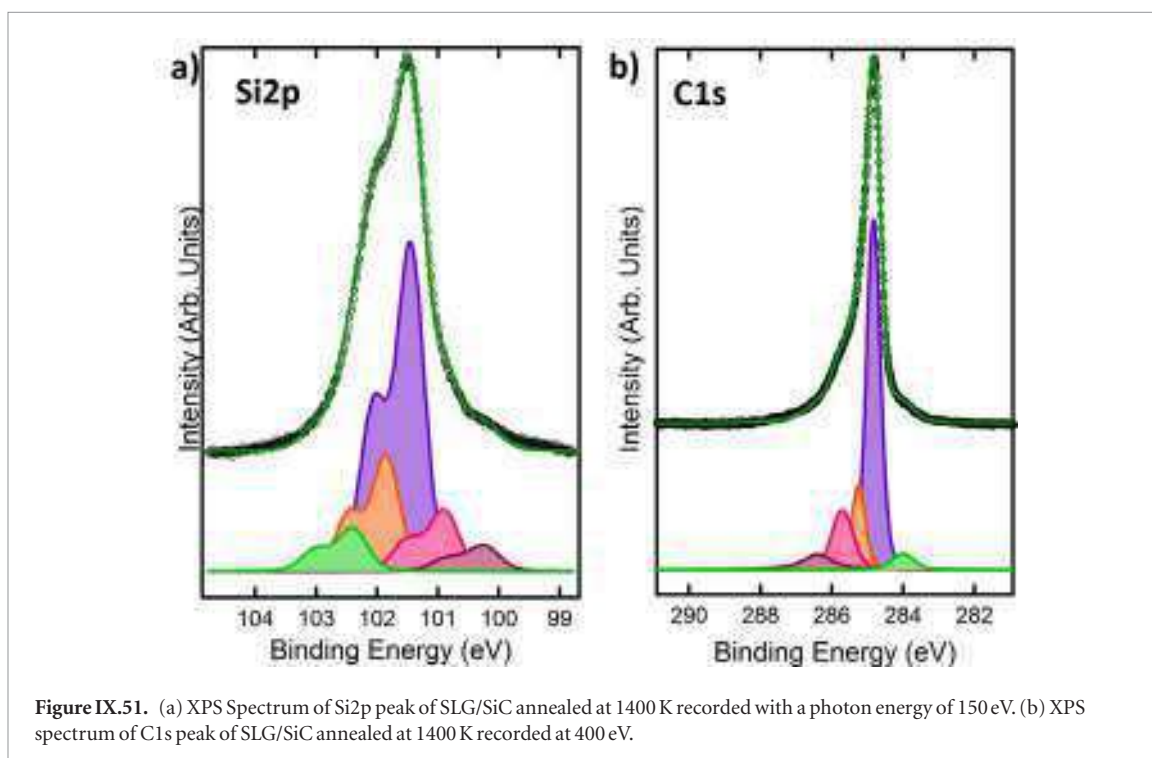 a)
Si2p
Intensity (Arb. Units)
104 103 102 101 100 99
Binding Energy (eV)
b)
C1s
Intensity (Arb. Units)
290 288 286 284 282
Binding Energy (eV)
Figure IX.51. (a) XPS Spectrum of Si2p peak of SLG/SiC annealed at 1400 K recorded with a photon energy of 150 eV. (b) XPS
spectrum of C1s peak of SLG/SiC annealed at 1400 K recorded at 400 eV.